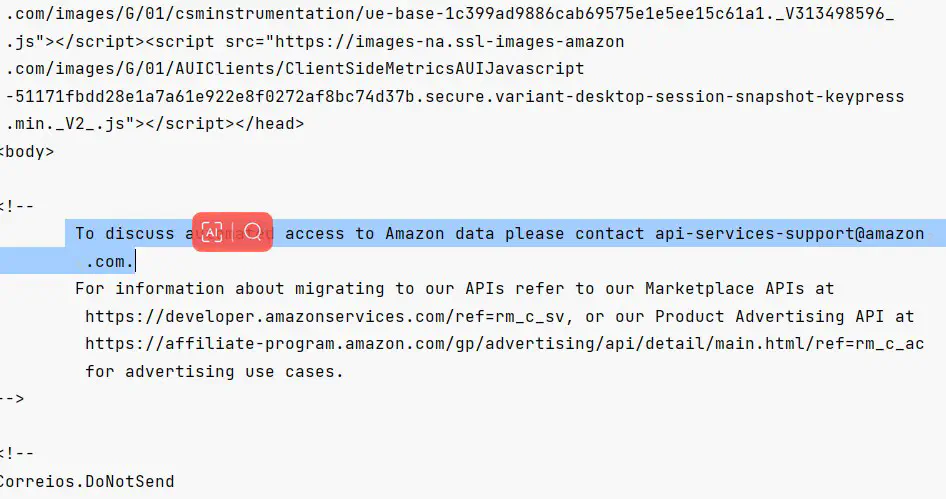 .com/images/G/01/csminstrumentation/ue-base-1c399ad9886cab69575e1e5ee15c61a1._V313498596_
.js"></script><script src="https://images-na.ssl-images-amazon
.com/images/G/01/AUIClients/ClientSideMetricsAUIJavascript
-51171fbdd28e1a7a61e922e8f0272af8bc74d37b.secure.variant-desktop-session-snapshot-keypress
.min._V2_.js"></script></head>
<body>
<!--
To discuss automated access to Amazon data please contact api-services-support@amazon
.com.
For information about migrating to our APIs refer to our Marketplace APIs at
https://developer.amazonservices.com/ref=rm_c_sv, or our Product Advertising API at
https://affiliate-program.amazon.com/gp/advertising/api/detail/main.html/ref=rm_c_ac
for advertising use cases.
-->
<!--
Correios.DoNotSend